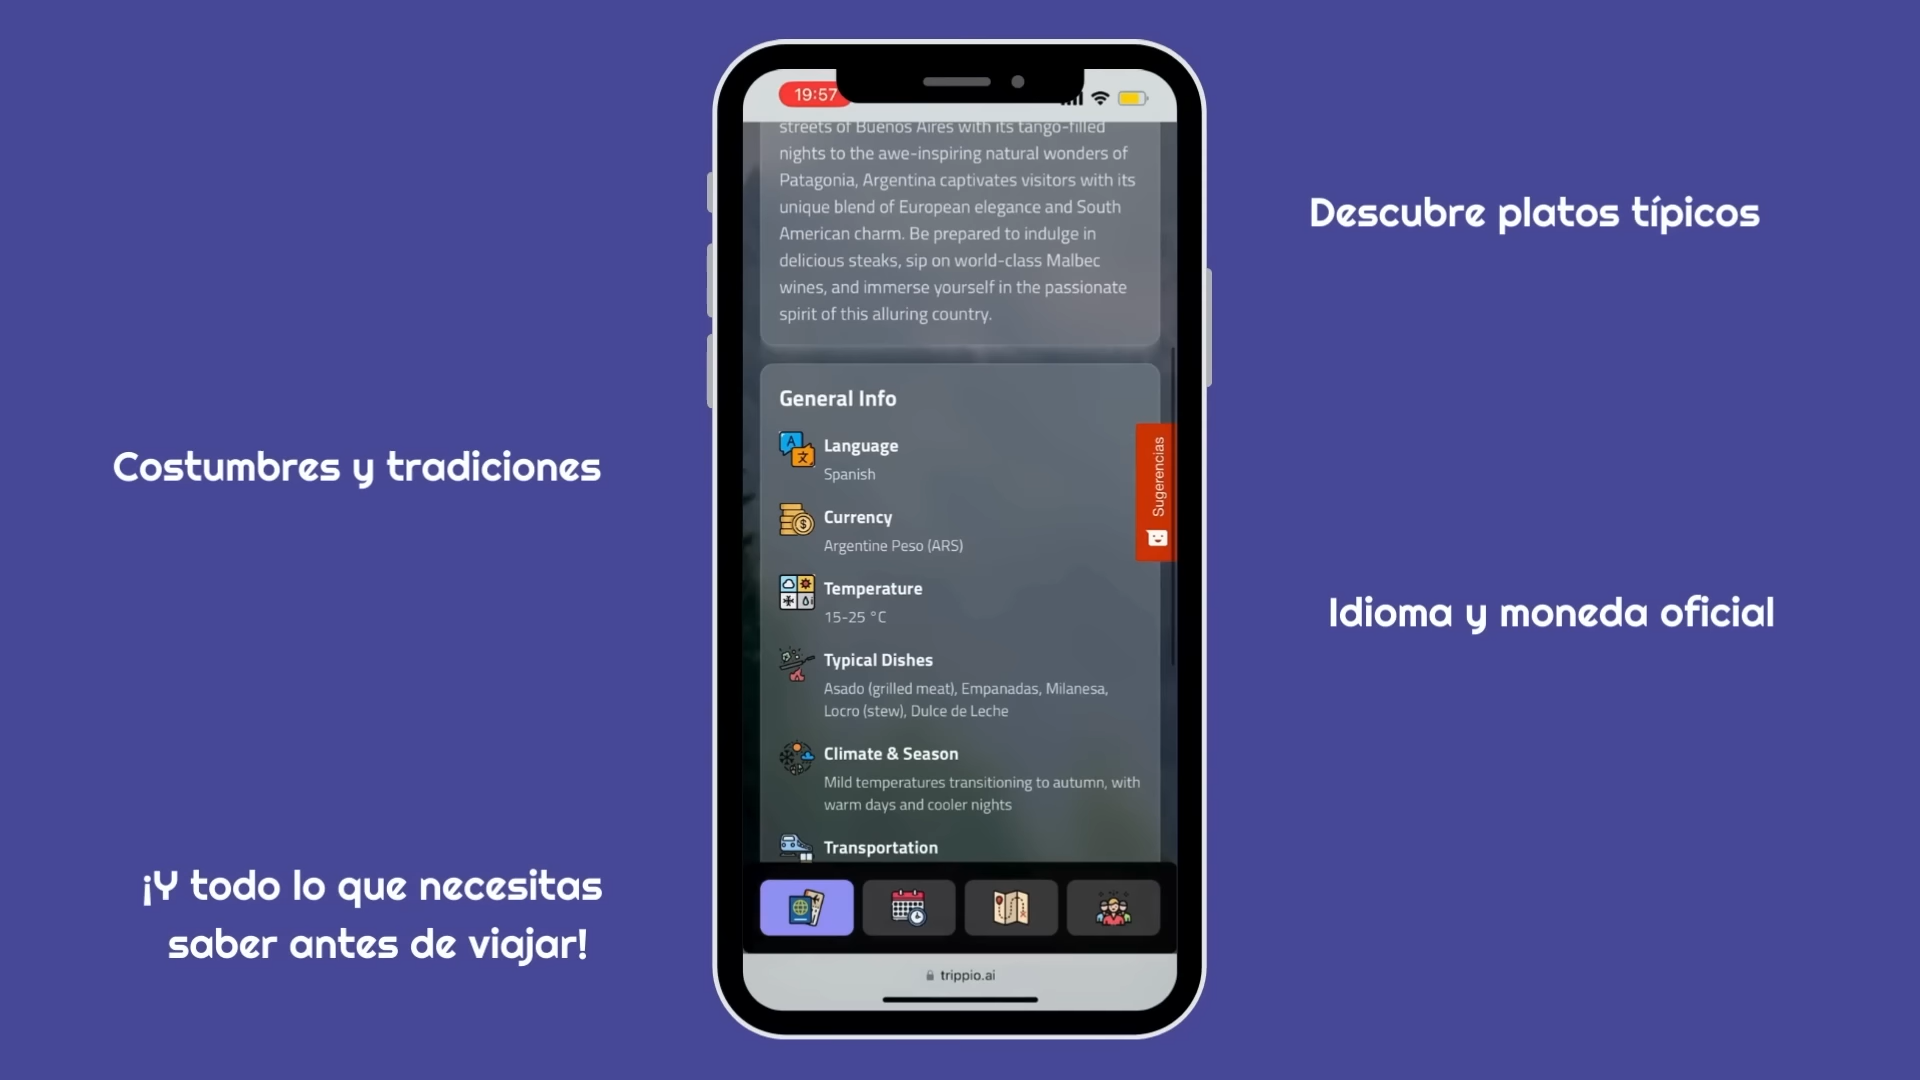 19:57
streets of Buenos Aires with its tango-filled
nights to the awe-inspiring natural wonders of
Patagonia, Argentina captivates visitors with its
unique blend of European elegance and South
American charm. Be prepared to indulge in
delicious steaks, sip on world-class Malbec
wines, and immerse yourself in the passionate
spirit of this alluring country.
General Info
Language
Spanish
Currency
Argentine Peso (ARS)
Temperature
15-25 °C
Typical Dishes
Asado (grilled meat), Empanadas, Milanesa,
Locro (stew), Dulce de Leche
Climate & Season
Mild temperatures transitioning to autumn, with
warm days and cooler nights
Transportation
Sugerencias
trippio.ai
Descubre platos típicos
Costumbres y tradiciones
Idioma y moneda oficial
¡Y todo lo que necesitas
saber antes de viajar!